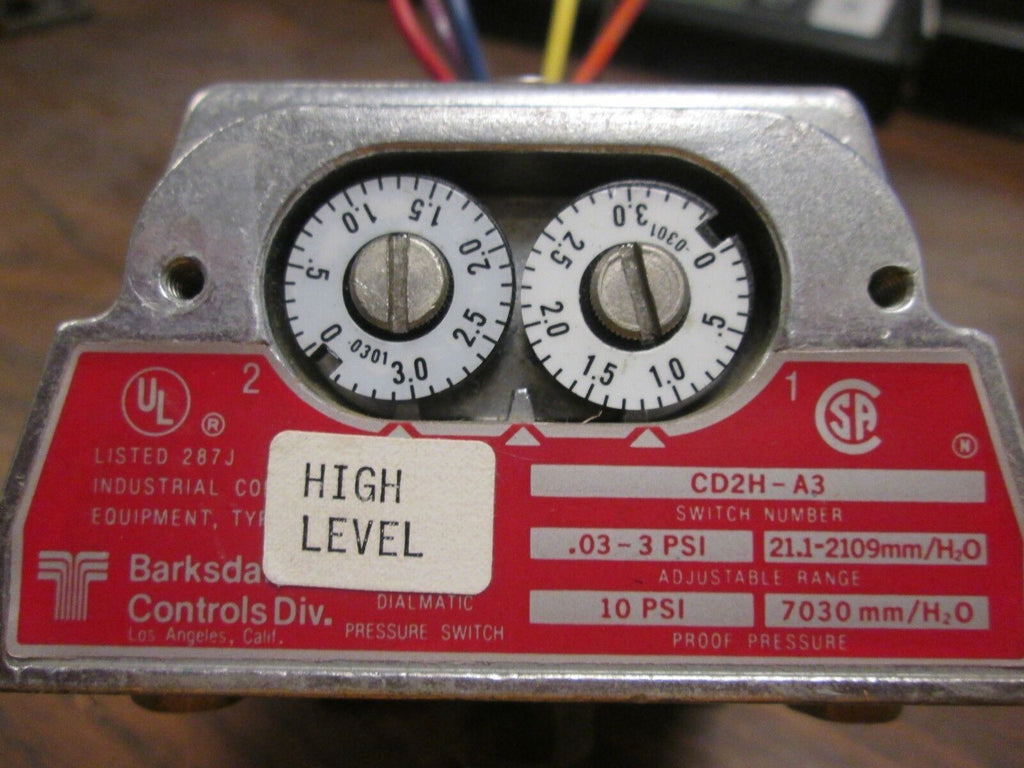 1.0
1.5
.5
2.0
0
2.5
0301
3.0
3.0
-0301
0
2.5
2.0
.5
1.5
1.0
UL
®
2
1
SA
N
LISTED 287J
INDUSTRIAL CO
EQUIPMENT, TYP
HIGH
LEVEL
CD2H-A3
SWITCH NUMBER
.03-3 PSI
21.1-2109mm/H₂O
ADJUSTABLE RANGE
10 PSI
7030 mm/H₂O
PROOF PRESSURE
Barksda
Controls Div.
Los Angeles, Calif.
DIALMATIC
PRESSURE SWITCH